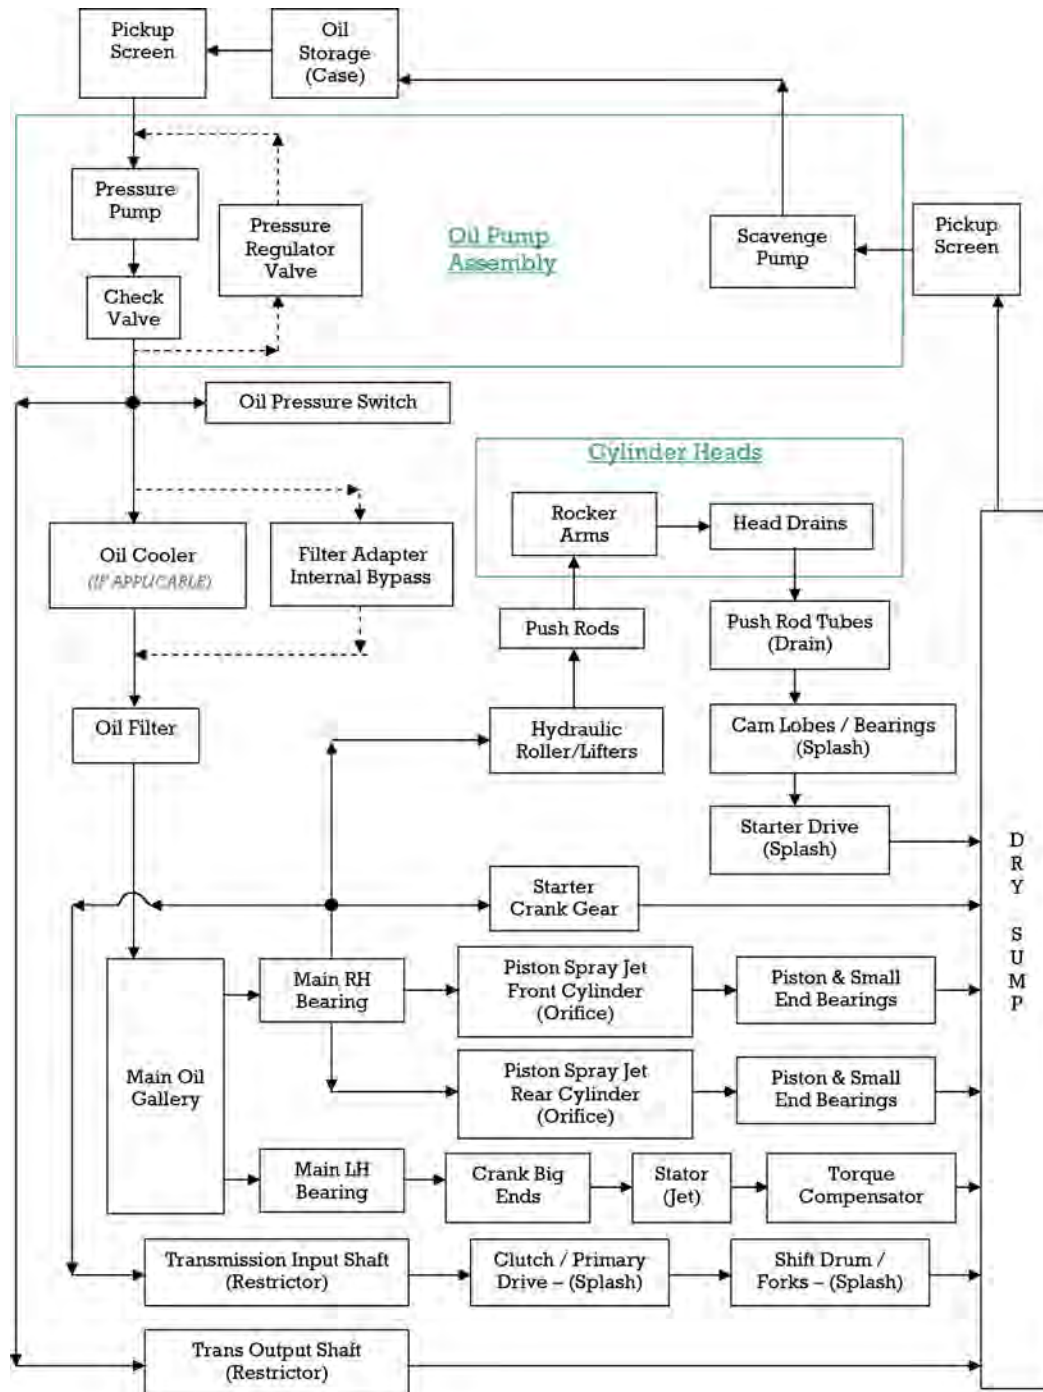 Pickup
Screen
Oil
Storage
(Case)
Pressure
Pump
Pressure
Regulator
Valve
Check
Valve
Oil Pump
Assembly
Scavenge
Pump
Pickup
Screen
Oil Pressure Switch
Cylinder Heads
Rocker
Arms
Head Drains
Oil Cooler
(IF APPLICABLE)
Filter Adapter
Internal Bypass
Push Rods
Push Rod Tubes
(Drain)
Oil Filter
Hydraulic
Roller/Lifters
Cam Lobes / Bearings
(Splash)
Starter Drive
(Splash)
Starter
Crank Gear
DRY SUMP
Main Oil
Gallery
Main RH
Bearing
Piston Spray Jet
Front Cylinder
(Orifice)
Piston & Small
End Bearings
Piston Spray Jet
Rear Cylinder
(Orifice)
Piston & Small
End Bearings
Main LH
Bearing
Crank Big
Ends
Stator
(Jet)
Torque
Compensator
Transmission Input Shaft
(Restrictor)
Clutch / Primary
Drive – (Splash)
Shift Drum /
Forks – (Splash)
Trans Output Shaft
(Restrictor)